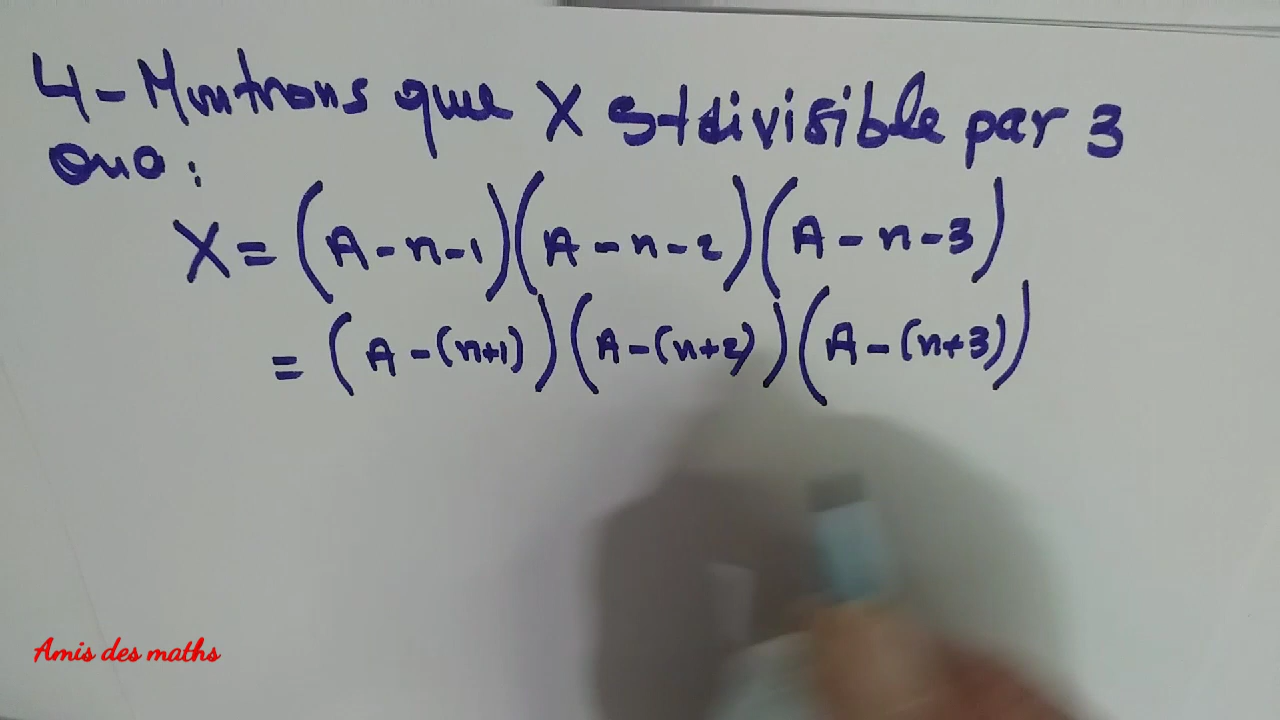 4- Montrons que X est divisible par 3
On a :
X = (A - n - 1)(A - n - 2)(A - n - 3)
= (A - (n+1))(A - (n+2))(A - (n+3))
Amis des maths